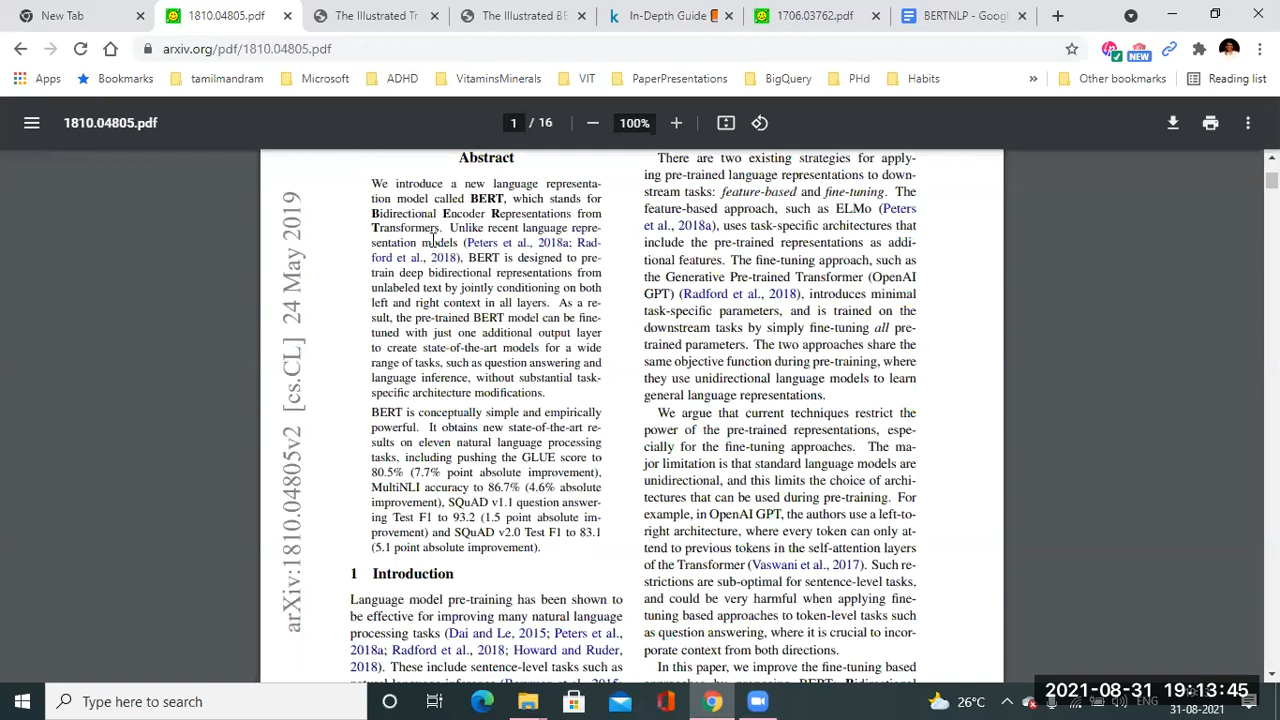 New Tab
1810.04805.pdf
The Illustrated Tr
The Illustrated BE
In-Depth Guide
1706.03762.pdf
BERTNLP - Googl
arxiv.org/pdf/1810.04805.pdf
NEW
Apps
Bookmarks
tamilmandram
Microsoft
ADHD
VitaminsMinerals
VIT
PaperPresentations
BigQuery
PHd
Habits
»
Other bookmarks
Reading list
1810.04805.pdf
1 / 16
100%
arXiv:1810.04805v2 [cs.CL] 24 May 2019
Abstract
We introduce a new language representa-
tion model called BERT, which stands for
Bidirectional Encoder Representations from
Transformers. Unlike recent language repre-
sentation models (Peters et al., 2018a; Rad-
ford et al., 2018), BERT is designed to pre-
train deep bidirectional representations from
unlabeled text by jointly conditioning on both
left and right context in all layers. As a re-
sult, the pre-trained BERT model can be fine-
tuned with just one additional output layer
to create state-of-the-art models for a wide
range of tasks, such as question answering and
language inference, without substantial task-
specific architecture modifications.
BERT is conceptually simple and empirically
powerful. It obtains new state-of-the-art re-
sults on eleven natural language processing
tasks, including pushing the GLUE score to
80.5% (7.7% point absolute improvement),
MultiNLI accuracy to 86.7% (4.6% absolute
improvement), SQuAD v1.1 question answer-
ing Test F1 to 93.2 (1.5 point absolute im-
provement) and SQuAD v2.0 Test F1 to 83.1
(5.1 point absolute improvement).
1 Introduction
Language model pre-training has been shown to
be effective for improving many natural language
processing tasks (Dai and Le, 2015; Peters et al.,
2018a; Radford et al., 2018; Howard and Ruder,
2018). These include sentence-level tasks such as
There are two existing strategies for apply-
ing pre-trained language representations to down-
stream tasks: feature-based and fine-tuning. The
feature-based approach, such as ELMo (Peters
et al., 2018a), uses task-specific architectures that
include the pre-trained representations as addi-
tional features. The fine-tuning approach, such as
the Generative Pre-trained Transformer (OpenAI
GPT) (Radford et al., 2018), introduces minimal
task-specific parameters, and is trained on the
downstream tasks by simply fine-tuning all pre-
trained parameters. The two approaches share the
same objective function during pre-training, where
they use unidirectional language models to learn
general language representations.
We argue that current techniques restrict the
power of the pre-trained representations, espe-
cially for the fine-tuning approaches. The ma-
jor limitation is that standard language models are
unidirectional, and this limits the choice of archi-
tectures that can be used during pre-training. For
example, in OpenAI GPT, the authors use a left-to-
right architecture, where every token can only at-
tend to previous tokens in the self-attention layers
of the Transformer (Vaswani et al., 2017). Such re-
strictions are sub-optimal for sentence-level tasks,
and could be very harmful when applying fine-
tuning based approaches to token-level tasks such
as question answering, where it is crucial to incor-
porate context from both directions.
In this paper, we improve the fine-tuning based
Type here to search
26°C
ENG
2021-08-31 19:13:45
31-08-2021